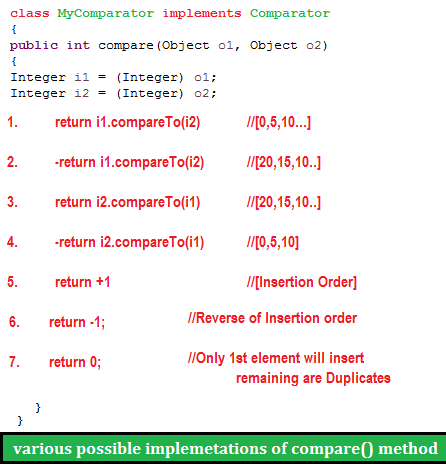 class MyComparator implements Comparator
{
public int compare(Object o1, Object o2)
{
Integer i1 = (Integer) o1;
Integer i2 = (Integer) o2;
1. return i1.compareTo(i2) //[0,5,10...]
2. -return i1.compareTo(i2) //[20,15,10..]
3. return i2.compareTo(i1) //[20,15,10..]
4. -return i2.compareTo(i1) //[0,5,10]
5. return +1 //[Insertion Order]
6. return -1; //Reverse of Insertion order
7. return 0; //Only 1st element will insert
remaining are Duplicates
}
}
various possible implemetations of compare() method